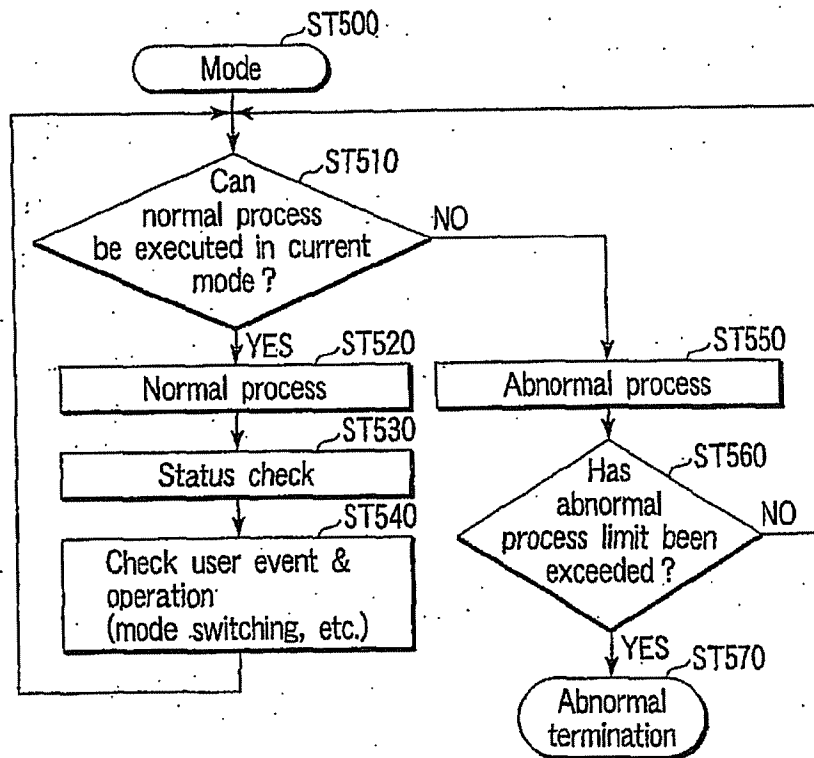 ST500
Mode
ST510
Can
normal process
be executed in current
mode ?
NO
YES
ST520
Normal process
ST530
Status check
ST540
Check user event &
operation
(mode switching, etc.)
ST550
Abnormal process
ST560
Has
abnormal
process limit been
exceeded ?
NO
YES
ST570
Abnormal
termination